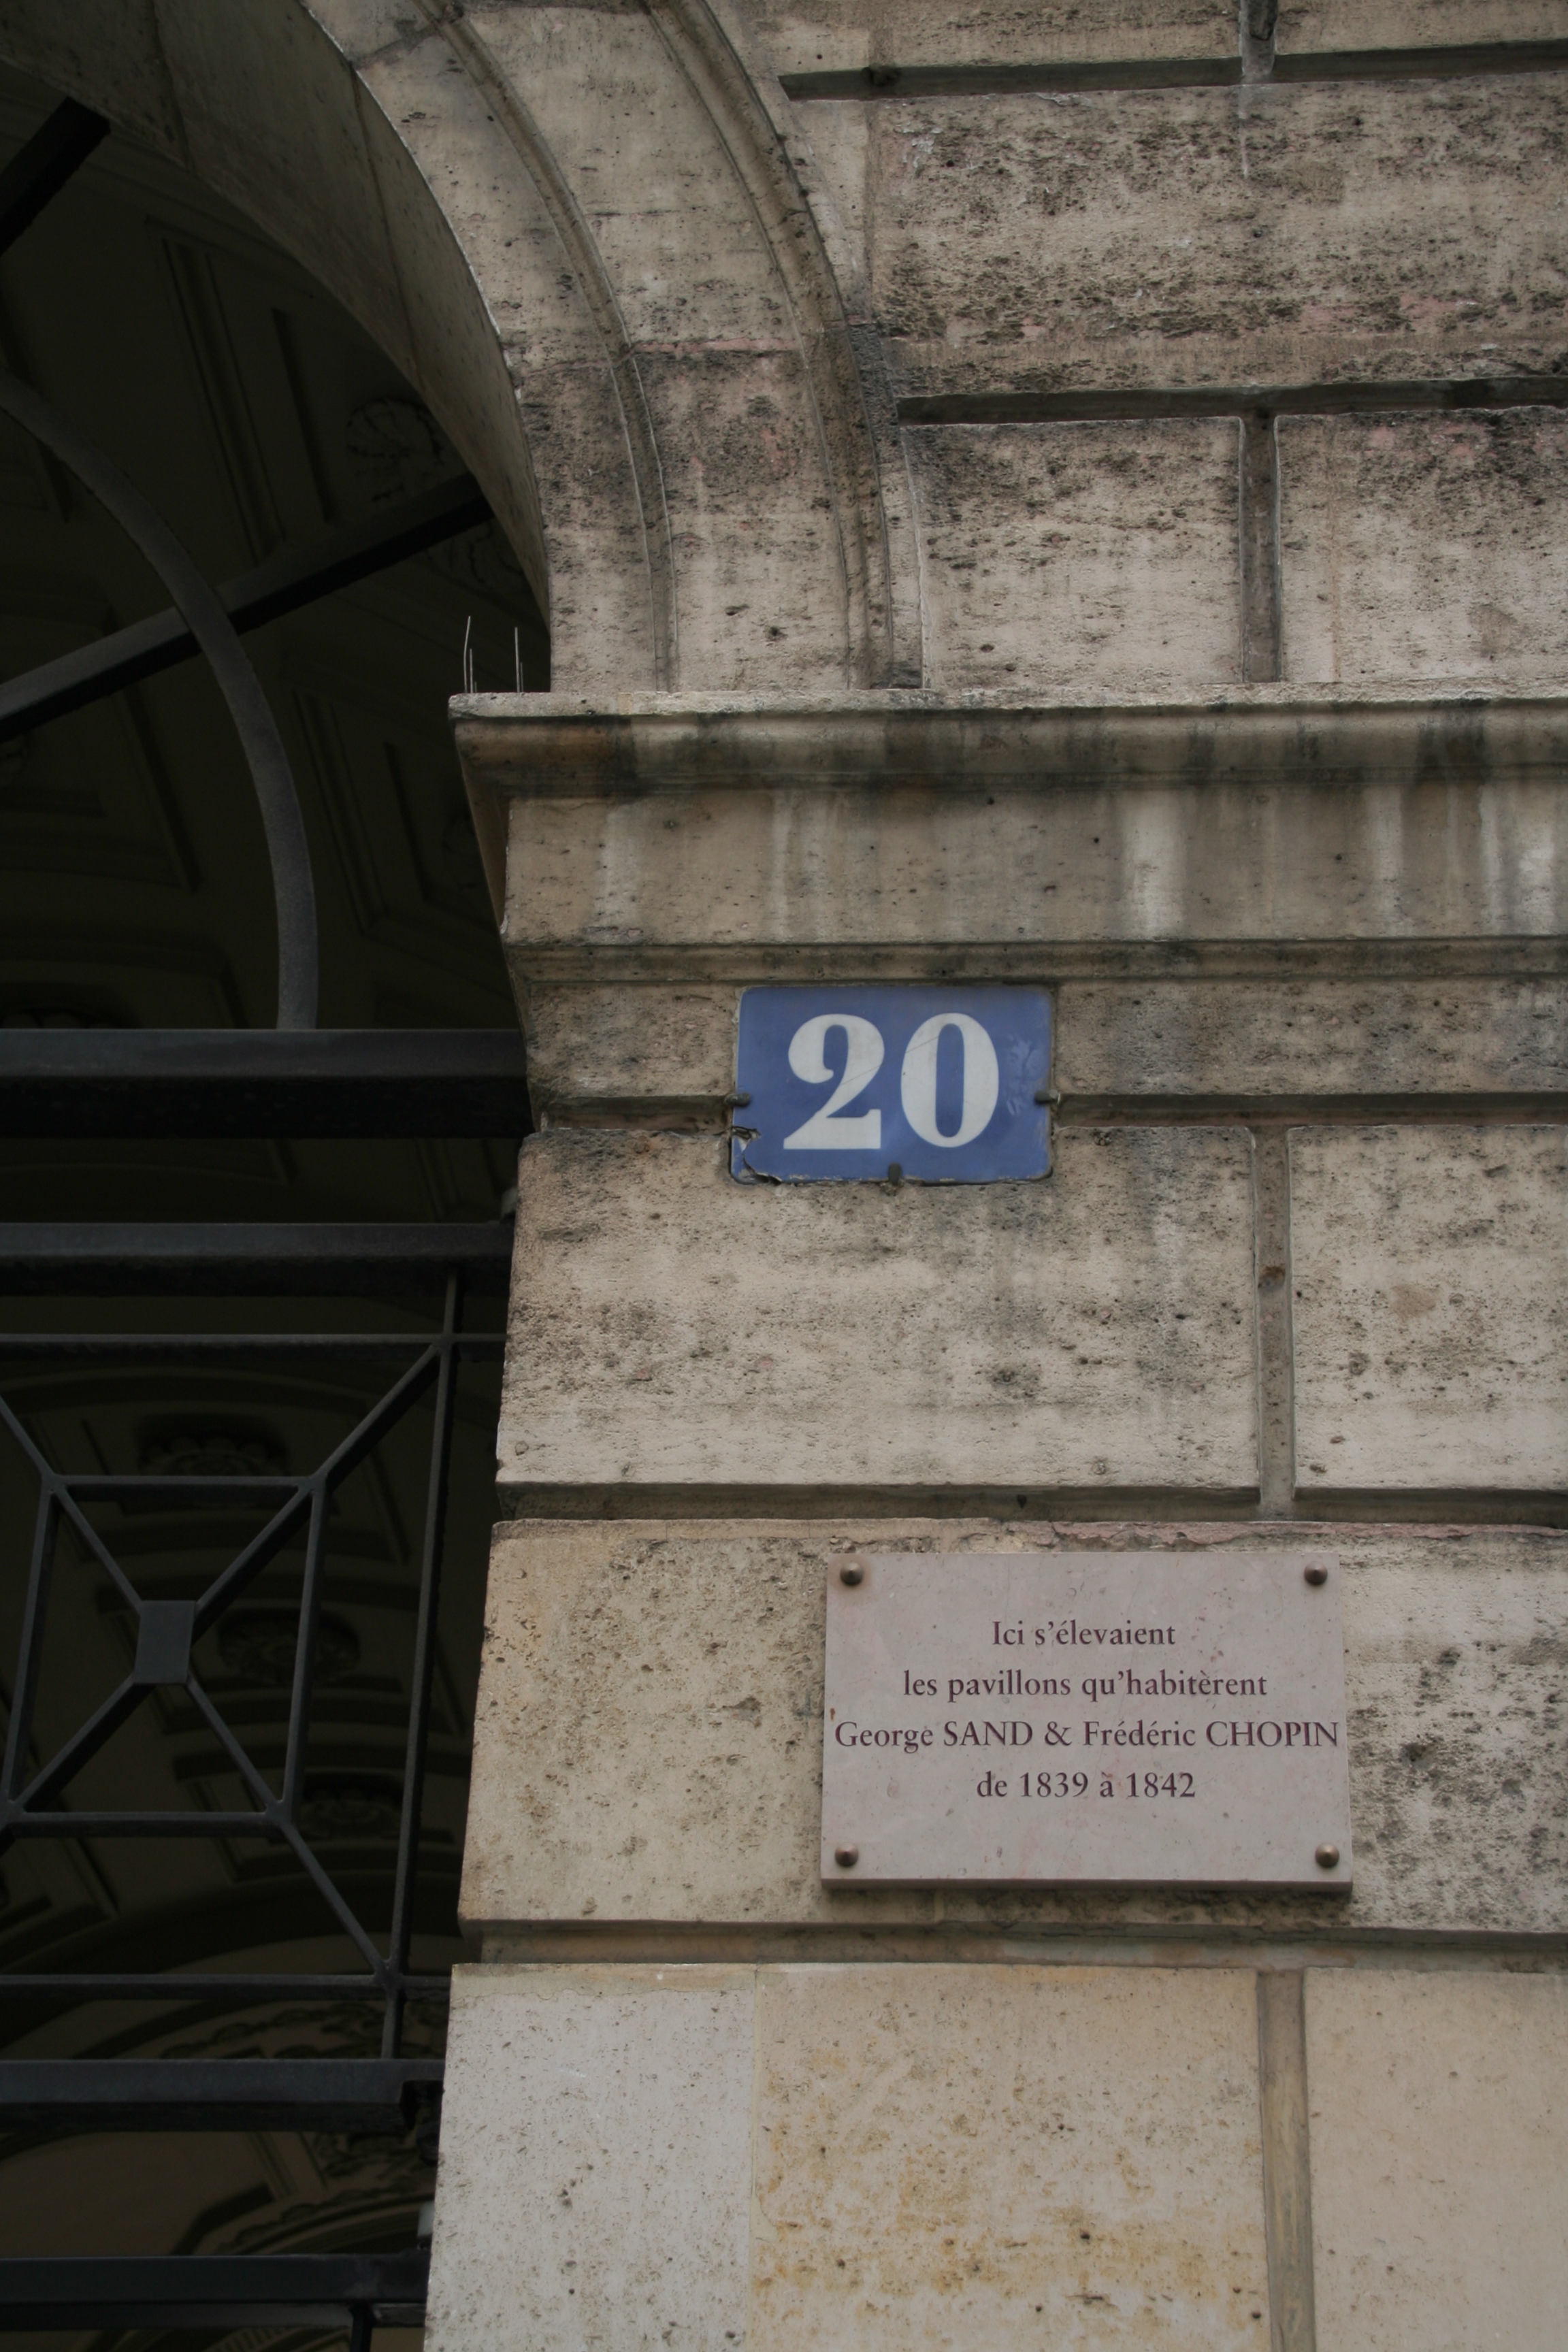 20
Ici s'élevaient
les pavillons qu'habitèrent
George SAND & Frédéric CHOPIN
de 1839 à 1842